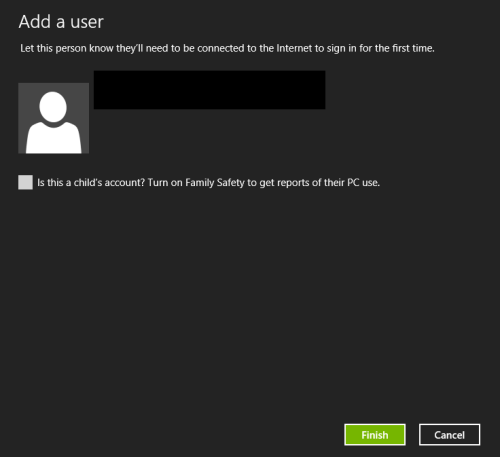 Add a user
Let this person know they'll need to be connected to the Internet to sign in for the first time.
Is this a child's account? Turn on Family Safety to get reports of their PC use.
Finish
Cancel